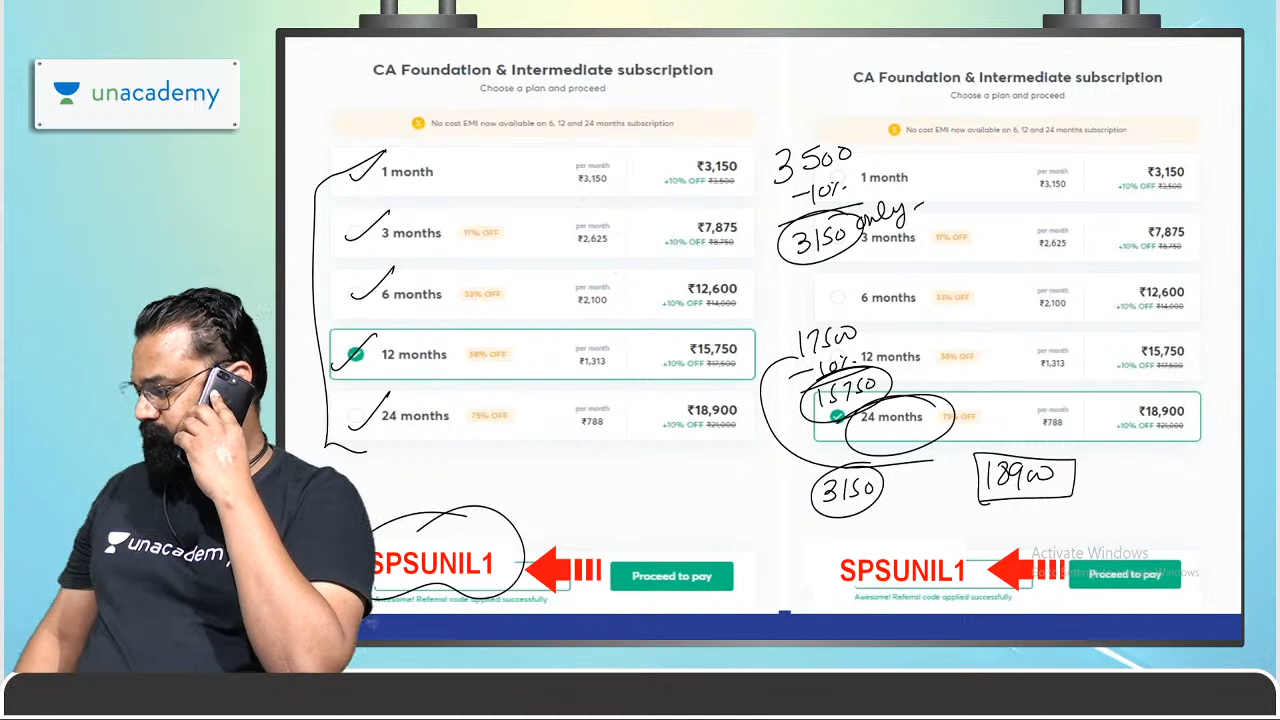 unacademy
CA Foundation & Intermediate subscription
Choose a plan and proceed
No cost EMI now available on 6, 12 and 24 months subscription
1 month per month ₹3,150 ₹3,150 +10% OFF ₹3,500
3 months 17% OFF per month ₹2,625 ₹7,875 +10% OFF ₹8,750
6 months 33% OFF per month ₹2,100 ₹12,600 +10% OFF ₹14,000
12 months 58% OFF per month ₹1,313 ₹15,750 +10% OFF ₹17,500
24 months 75% OFF per month ₹788 ₹18,900 +10% OFF ₹21,000
SPSUNIL1
Proceed to pay
Awesome! Referral code applied successfully
unacademy
CA Foundation & Intermediate subscription
Choose a plan and proceed
No cost EMI now available on 6, 12 and 24 months subscription
3500
-10%
3150 only
1 month per month ₹3,150 ₹3,150 +10% OFF ₹3,500
3 months 17% OFF per month ₹2,625 ₹7,875 +10% OFF ₹8,750
6 months 33% OFF per month ₹2,100 ₹12,600 +10% OFF ₹14,000
17500
-10%
15750
12 months 58% OFF per month ₹1,313 ₹15,750 +10% OFF ₹17,500
24 months 75% OFF per month ₹788 ₹18,900 +10% OFF ₹21,000
3150
18900
SPSUNIL1
Activate Windows
Proceed to pay
Awesome! Referral code applied successfully